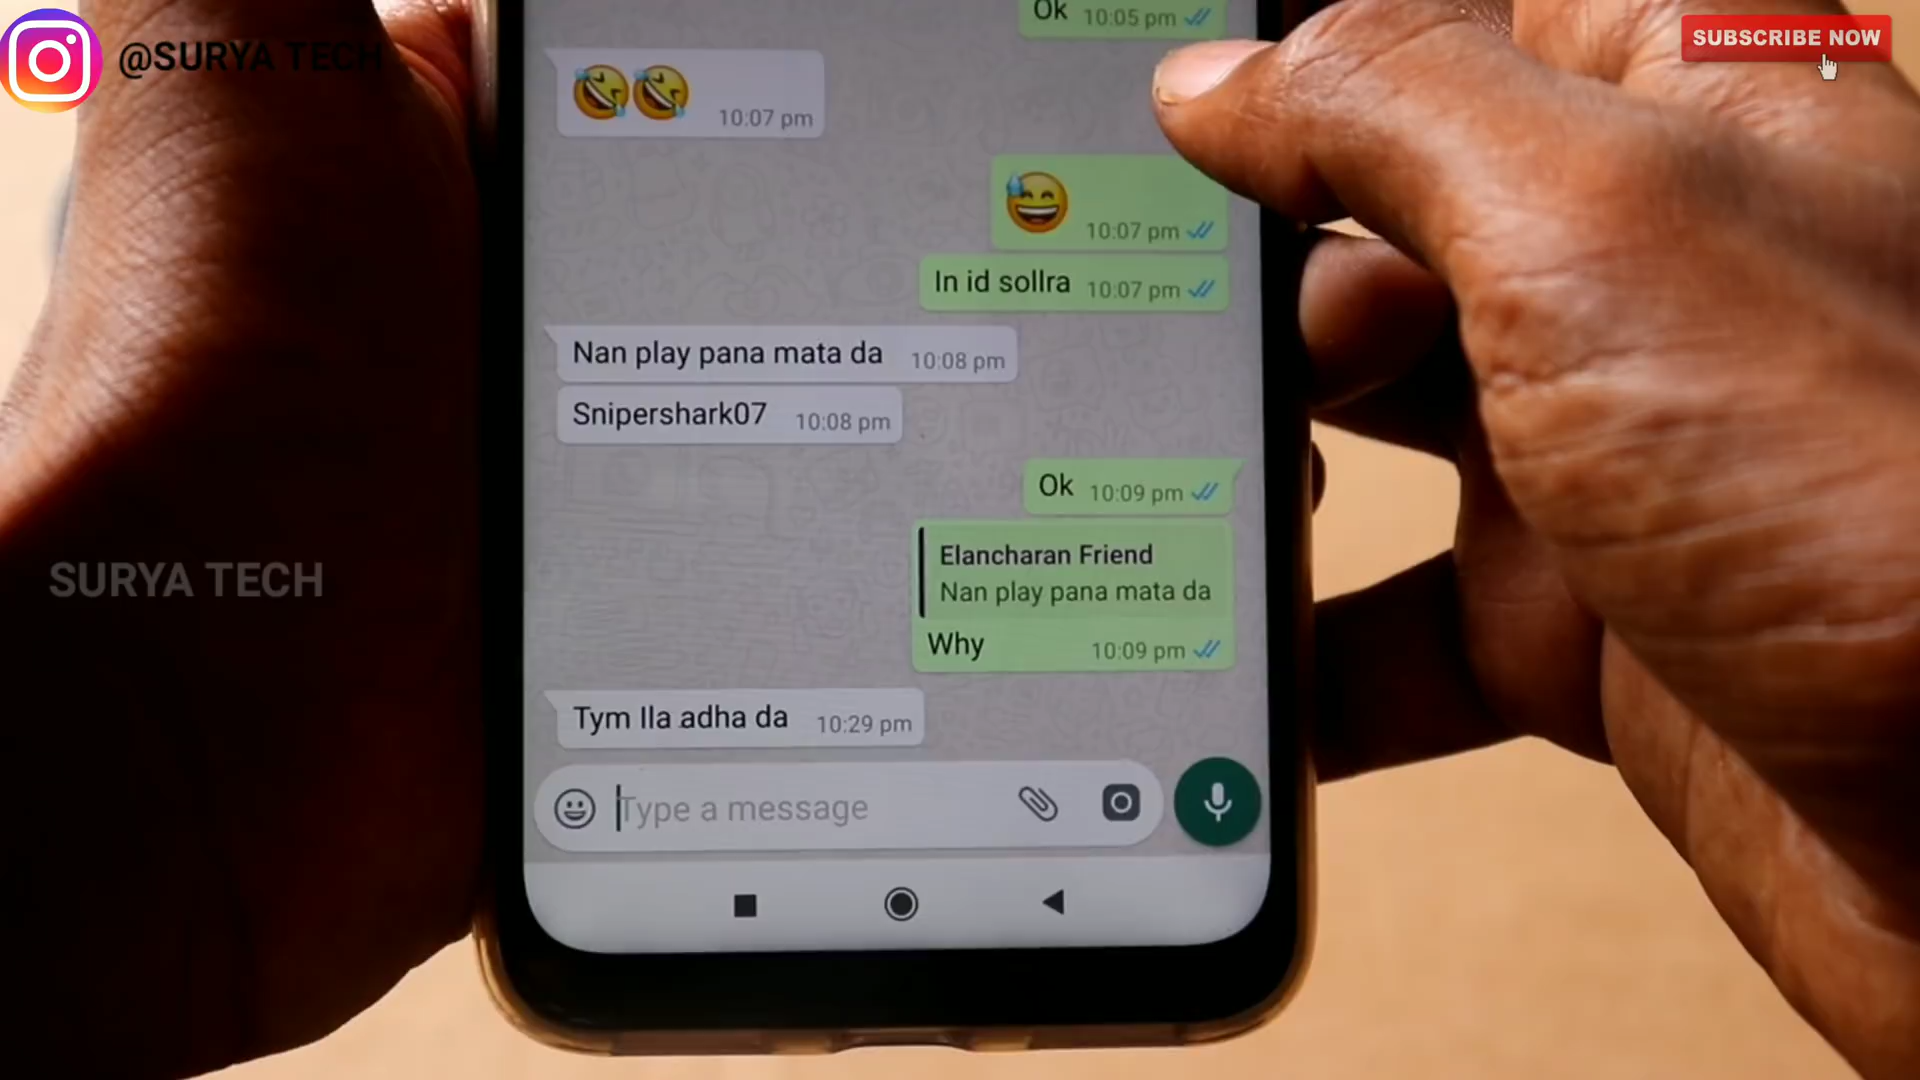 @SURYA TECH
SUBSCRIBE NOW
Ok 10:05 pm
10:07 pm
10:07 pm
In id sollra 10:07 pm
Nan play pana mata da 10:08 pm
Snipershark07 10:08 pm
Ok 10:09 pm
Elancharan Friend
Nan play pana mata da
Why 10:09 pm
SURYA TECH
Tym lla adha da 10:29 pm
Type a message